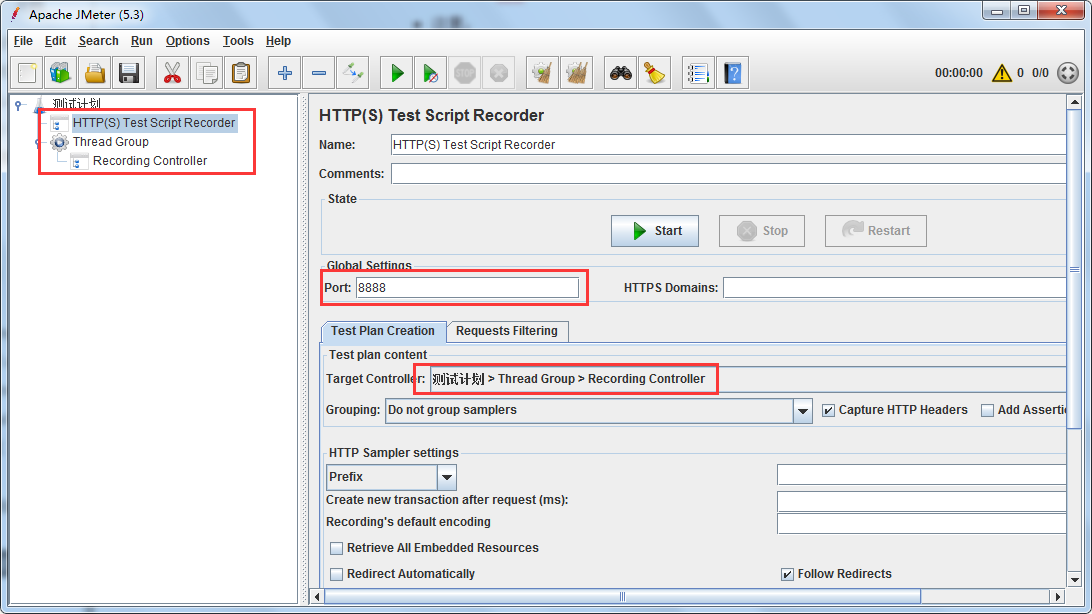 Apache JMeter (5.3)
File Edit Search Run Options Tools Help
STOP
00:00:00 0 0/0
测试计划
HTTP(S) Test Script Recorder
Thread Group
Recording Controller
HTTP(S) Test Script Recorder
Name: HTTP(S) Test Script Recorder
Comments:
State
Start Stop Restart
Global Settings
Port: 8888 HTTPS Domains:
Test Plan Creation Requests Filtering
Test plan content
Target Controller: 测试计划 > Thread Group > Recording Controller
Grouping: Do not group samplers Capture HTTP Headers Add Asserti
HTTP Sampler settings
Prefix
Create new transaction after request (ms):
Recording's default encoding
Retrieve All Embedded Resources
Redirect Automatically Follow Redirects